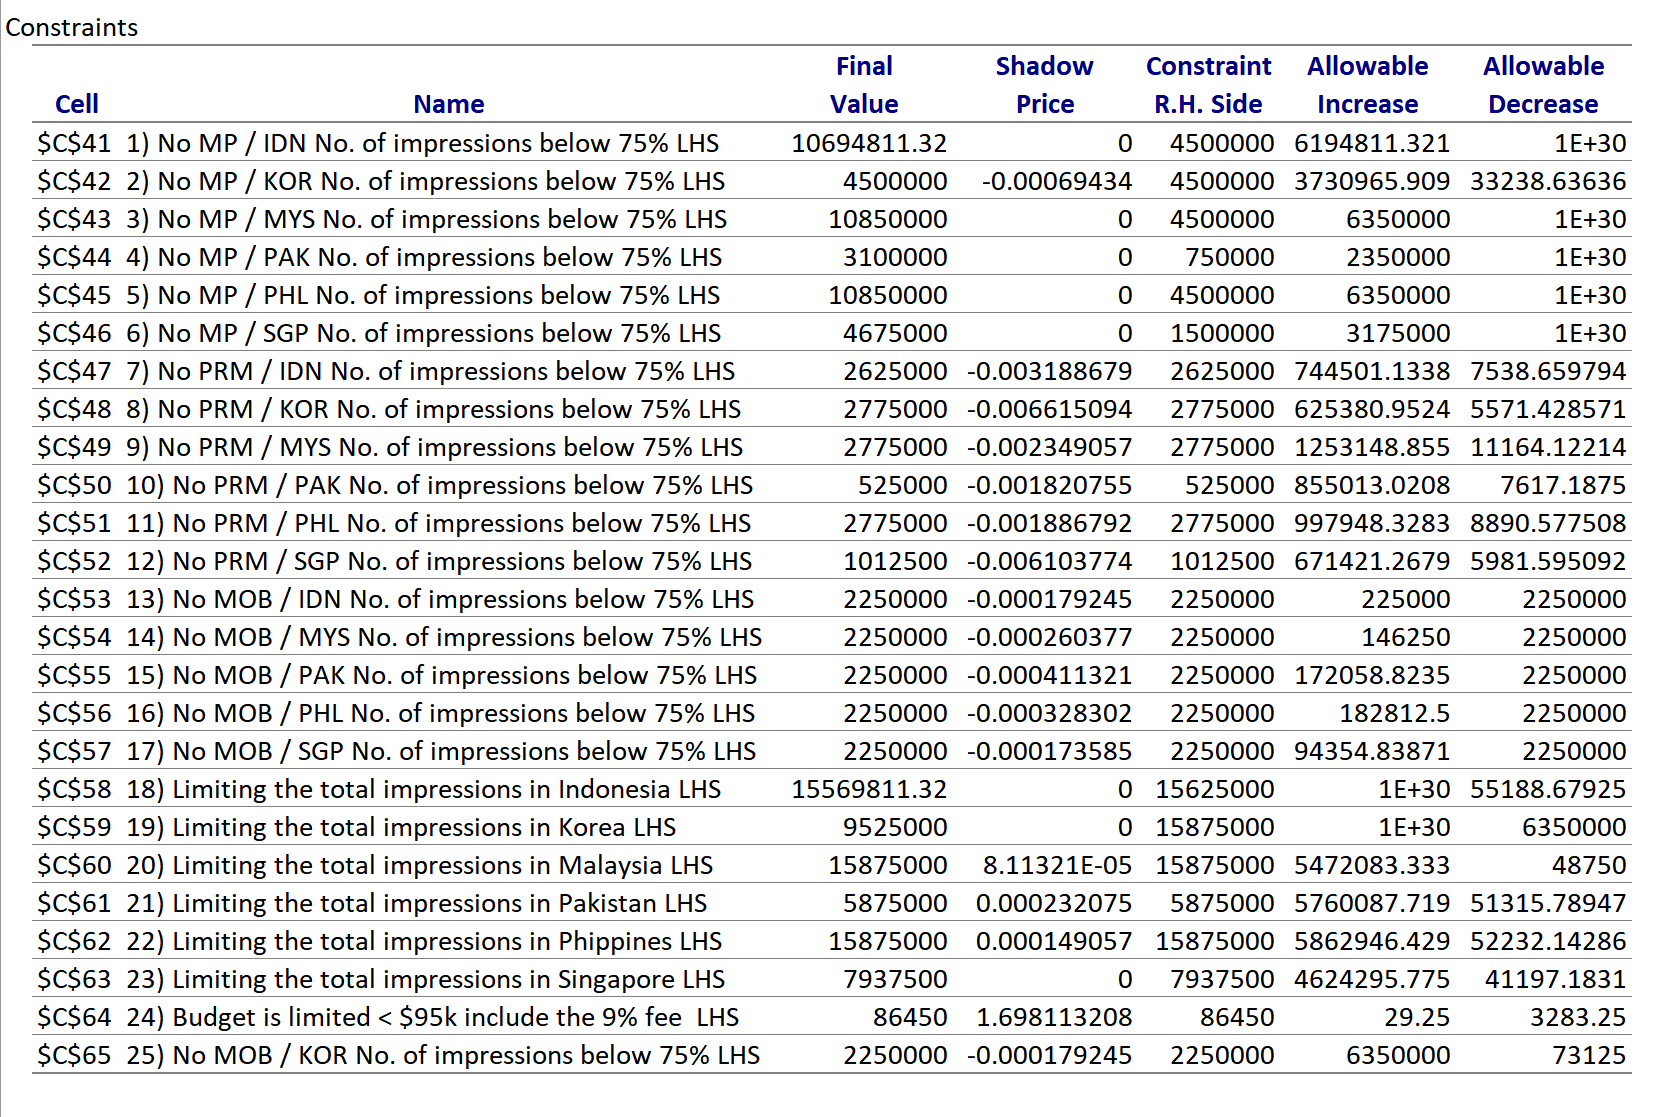 Constraints
Final Shadow Constraint Allowable Allowable
Cell Name Value Price R.H. Side Increase Decrease
$C$41 1) No MP / IDN No. of impressions below 75% LHS 10694811.32 0 4500000 6194811.321 1E+30
$C$42 2) No MP / KOR No. of impressions below 75% LHS 4500000 -0.00069434 4500000 3730965.909 33238.63636
$C$43 3) No MP / MYS No. of impressions below 75% LHS 10850000 0 4500000 6350000 1E+30
$C$44 4) No MP / PAK No. of impressions below 75% LHS 3100000 0 750000 2350000 1E+30
$C$45 5) No MP / PHL No. of impressions below 75% LHS 10850000 0 4500000 6350000 1E+30
$C$46 6) No MP / SGP No. of impressions below 75% LHS 4675000 0 1500000 3175000 1E+30
$C$47 7) No PRM / IDN No. of impressions below 75% LHS 2625000 -0.003188679 2625000 744501.1338 7538.659794
$C$48 8) No PRM / KOR No. of impressions below 75% LHS 2775000 -0.006615094 2775000 625380.9524 5571.428571
$C$49 9) No PRM / MYS No. of impressions below 75% LHS 2775000 -0.002349057 2775000 1253148.855 11164.12214
$C$50 10) No PRM / PAK No. of impressions below 75% LHS 525000 -0.001820755 525000 855013.0208 7617.1875
$C$51 11) No PRM / PHL No. of impressions below 75% LHS 2775000 -0.001886792 2775000 997948.3283 8890.577508
$C$52 12) No PRM / SGP No. of impressions below 75% LHS 1012500 -0.006103774 1012500 671421.2679 5981.595092
$C$53 13) No MOB / IDN No. of impressions below 75% LHS 2250000 -0.000179245 2250000 225000 2250000
$C$54 14) No MOB / MYS No. of impressions below 75% LHS 2250000 -0.000260377 2250000 146250 2250000
$C$55 15) No MOB / PAK No. of impressions below 75% LHS 2250000 -0.000411321 2250000 172058.8235 2250000
$C$56 16) No MOB / PHL No. of impressions below 75% LHS 2250000 -0.000328302 2250000 182812.5 2250000
$C$57 17) No MOB / SGP No. of impressions below 75% LHS 2250000 -0.000173585 2250000 94354.83871 2250000
$C$58 18) Limiting the total impressions in Indonesia LHS 15569811.32 0 15625000 1E+30 55188.67925
$C$59 19) Limiting the total impressions in Korea LHS 9525000 0 15875000 1E+30 6350000
$C$60 20) Limiting the total impressions in Malaysia LHS 15875000 8.11321E-05 15875000 5472083.333 48750
$C$61 21) Limiting the total impressions in Pakistan LHS 5875000 0.000232075 5875000 5760087.719 51315.78947
$C$62 22) Limiting the total impressions in Phippines LHS 15875000 0.000149057 15875000 5862946.429 52232.14286
$C$63 23) Limiting the total impressions in Singapore LHS 7937500 0 7937500 4624295.775 41197.1831
$C$64 24) Budget is limited < $95k include the 9% fee LHS 86450 1.698113208 86450 29.25 3283.25
$C$65 25) No MOB / KOR No. of impressions below 75% LHS 2250000 -0.000179245 2250000 6350000 73125